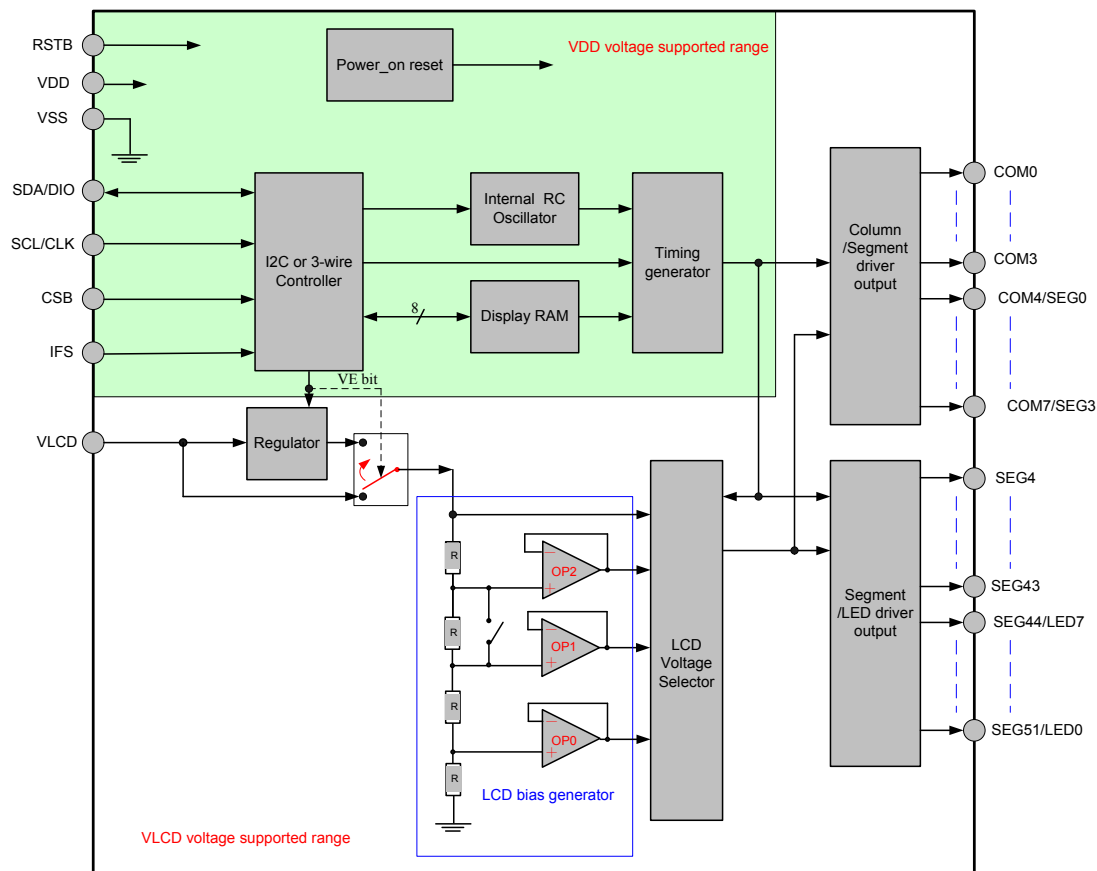 RSTB
VDD
VSS
SDA/DIO
SCL/CLK
CSB
IFS
VLCD
Power_on reset
VDD voltage supported range
I2C or 3-wire
Controller
Internal RC
Oscillator
8
Display RAM
Timing
generator
VE bit
Regulator
Column
/Segment
driver
output
COM0
COM3
COM4/SEG0
COM7/SEG3
R
R
R
R
OP2
OP1
OP0
− +
− +
− +
LCD bias generator
LCD
Voltage
Selector
Segment
/LED driver
output
SEG4
SEG43
SEG44/LED7
SEG51/LED0
VLCD voltage supported range